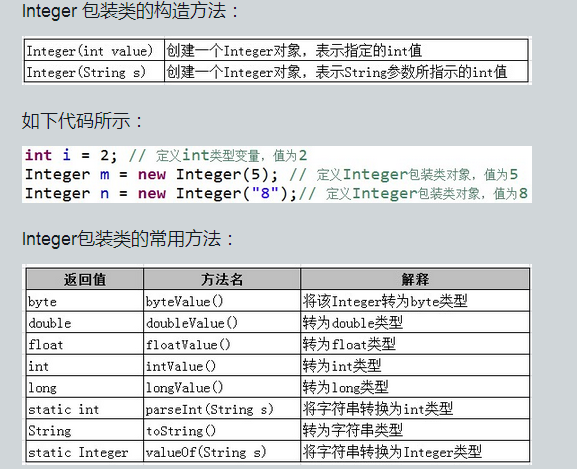 Integer 包装类的构造方法：
Integer(int value) 创建一个Integer对象，表示指定的int值
Integer(String s) 创建一个Integer对象，表示String参数所指示的int值
如下代码所示：
int i = 2; // 定义int类型变量，值为2
Integer m = new Integer(5); // 定义Integer包装类对象，值为5
Integer n = new Integer("8");// 定义Integer包装类对象，值为8
Integer包装类的常用方法：
返回值 方法名 解释
byte byteValue() 将该Integer转为byte类型
double doubleValue() 转为double类型
float floatValue() 转为float类型
int intValue() 转为int类型
long longValue() 转为long类型
static int parseInt(String s) 将字符串转换为int类型
String toString() 转为字符串类型
static Integer valueOf(String s) 将字符串转换为Integer类型